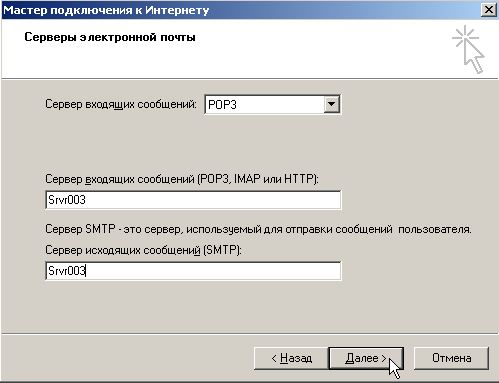 Мастер подключения к Интернету
Серверы электронной почты
Сервер входящих сообщений: POP3
Сервер входящих сообщений (POP3, IMAP или HTTP):
Srvr003
Сервер SMTP - это сервер, используемый для отправки сообщений пользователя.
Сервер исходящих сообщений (SMTP):
Srvr003
< Назад Далее > Отмена